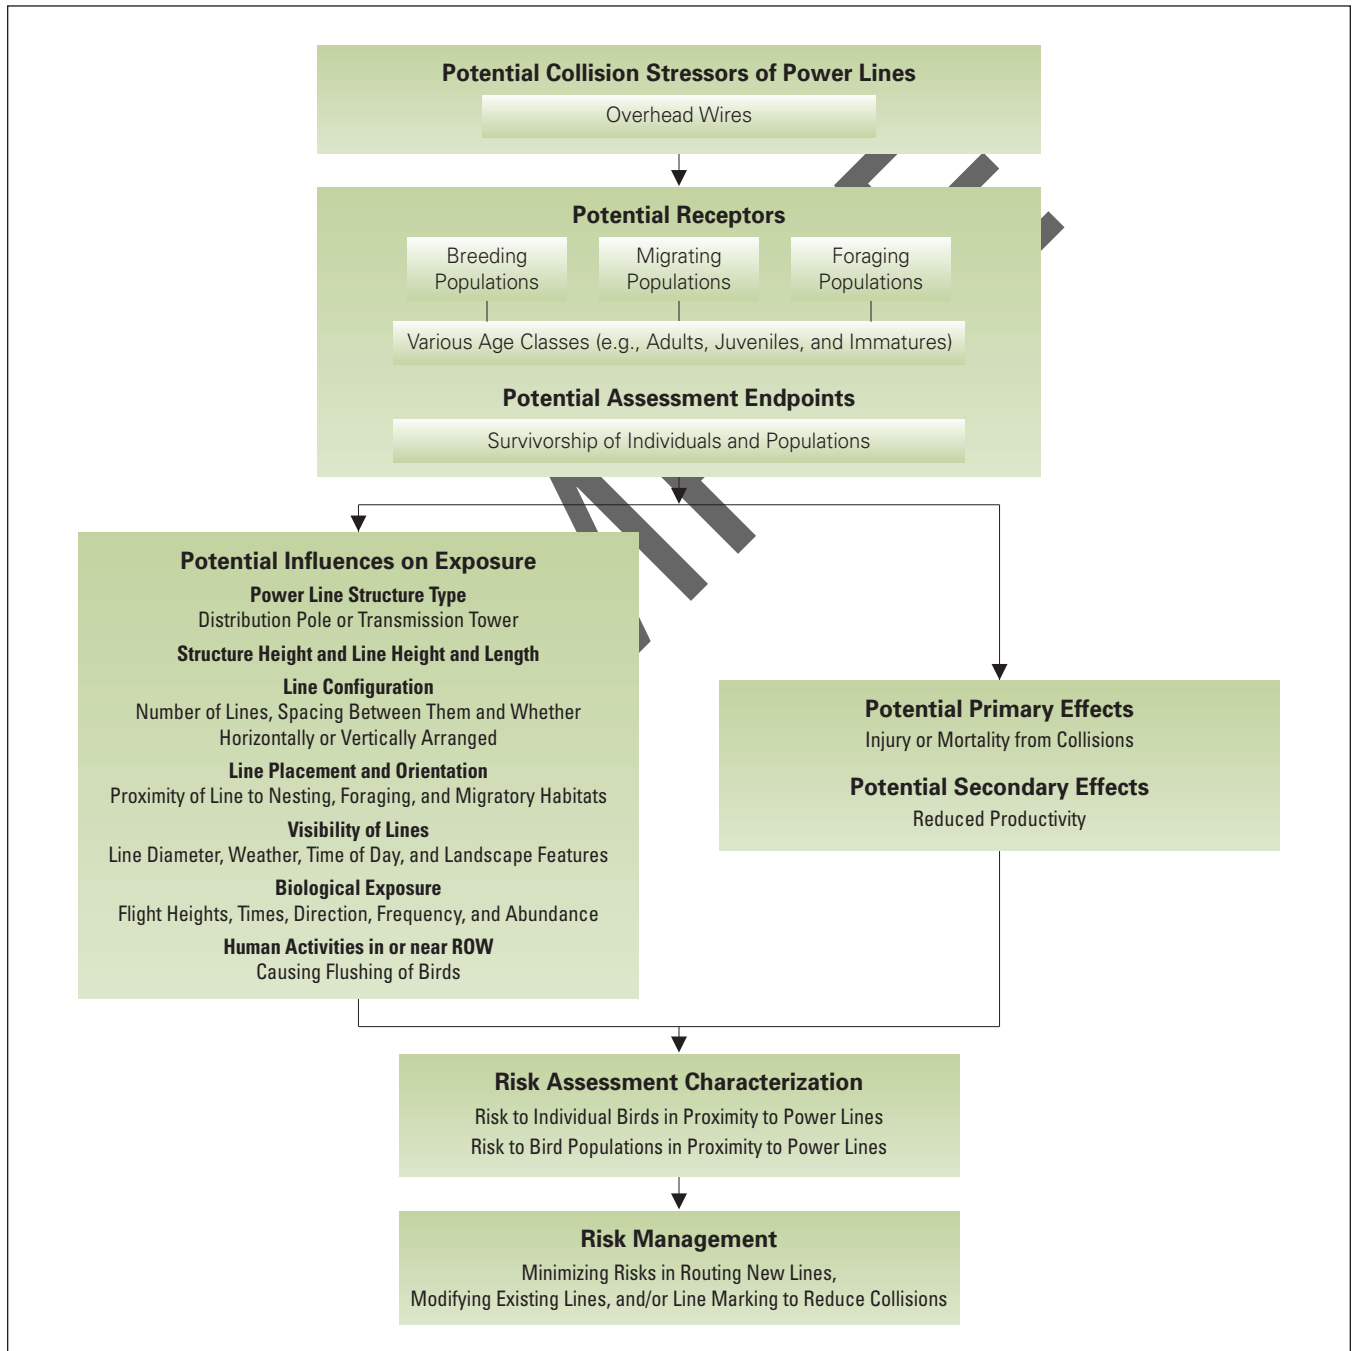 Potential Collision Stressors of Power Lines
Overhead Wires
Potential Receptors
Breeding
Populations
Migrating
Populations
Foraging
Populations
Various Age Classes (e.g., Adults, Juveniles, and Immatures)
Potential Assessment Endpoints
Survivorship of Individuals and Populations
Potential Influences on Exposure
Power Line Structure Type
Distribution Pole or Transmission Tower
Structure Height and Line Height and Length
Line Configuration
Number of Lines, Spacing Between Them and Whether
Horizontally or Vertically Arranged
Line Placement and Orientation
Proximity of Line to Nesting, Foraging, and Migratory Habitats
Visibility of Lines
Line Diameter, Weather, Time of Day, and Landscape Features
Biological Exposure
Flight Heights, Times, Direction, Frequency, and Abundance
Human Activities in or near ROW
Causing Flushing of Birds
Potential Primary Effects
Injury or Mortality from Collisions
Potential Secondary Effects
Reduced Productivity
Risk Assessment Characterization
Risk to Individual Birds in Proximity to Power Lines
Risk to Bird Populations in Proximity to Power Lines
Risk Management
Minimizing Risks in Routing New Lines,
Modifying Existing Lines, and/or Line Marking to Reduce Collisions